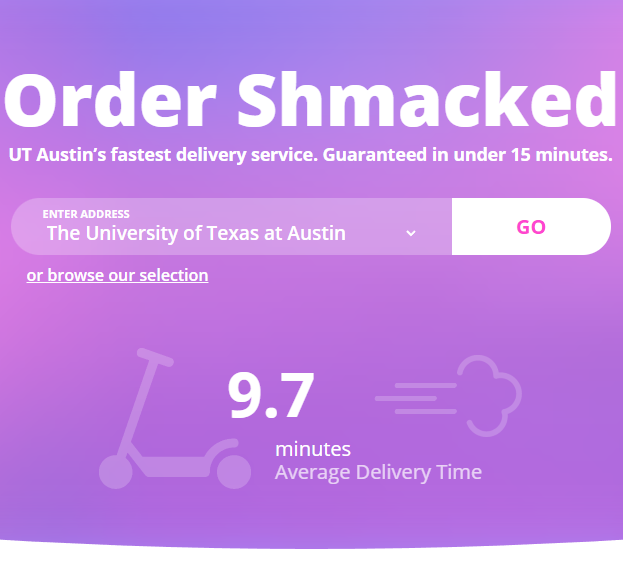 Order Shmacked
UT Austin’s fastest delivery service. Guaranteed in under 15 minutes.
ENTER ADDRESS
The University of Texas at Austin
GO
or browse our selection
9.7
minutes
Average Delivery Time